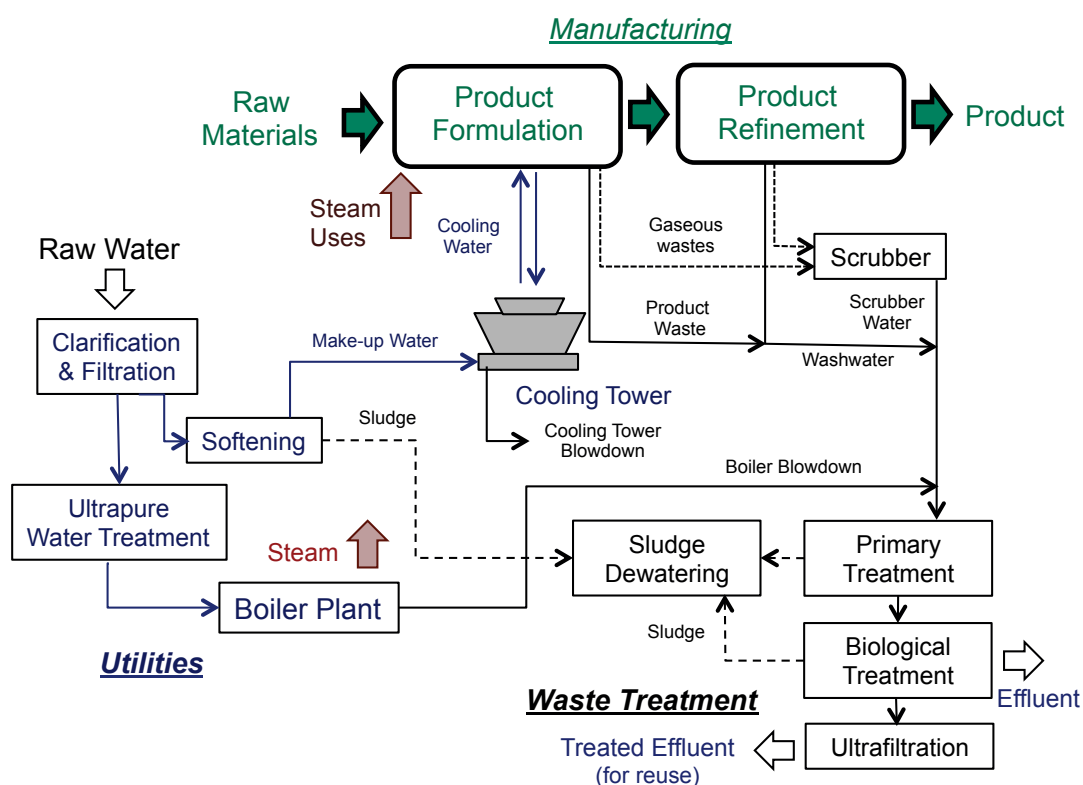 Manufacturing
Raw
Materials
Product
Formulation
Product
Refinement
Product
Steam
Uses
Cooling
Water
Gaseous
wastes
Scrubber
Raw Water
Clarification
& Filtration
Make-up Water
Product
Waste
Scrubber
Water
Washwater
Cooling Tower
Softening
Sludge
Cooling Tower
Blowdown
Boiler Blowdown
Ultrapure
Water Treatment
Steam
Sludge
Dewatering
Primary
Treatment
Boiler Plant
Sludge
Biological
Treatment
Utilities
Effluent
Waste Treatment
Treated Effluent
(for reuse)
Ultrafiltration